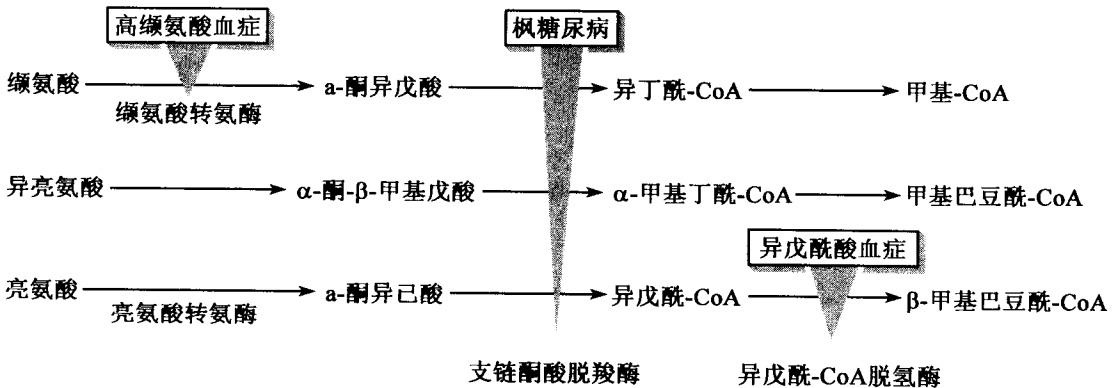 高缬氨酸血症 枫糖尿病
缬氨酸 a-酮异戊酸 异丁酰-CoA 甲基-CoA
缬氨酸转氨酶
异亮氨酸 α-酮-β-甲基戊酸 α-甲基丁酰-CoA 甲基巴豆酰-CoA
异戊酰酸血症
亮氨酸 a-酮异已酸 异戊酰-CoA β-甲基巴豆酰-CoA
亮氨酸转氨酶
支链酮酸脱羧酶 异戊酰-CoA脱氢酶